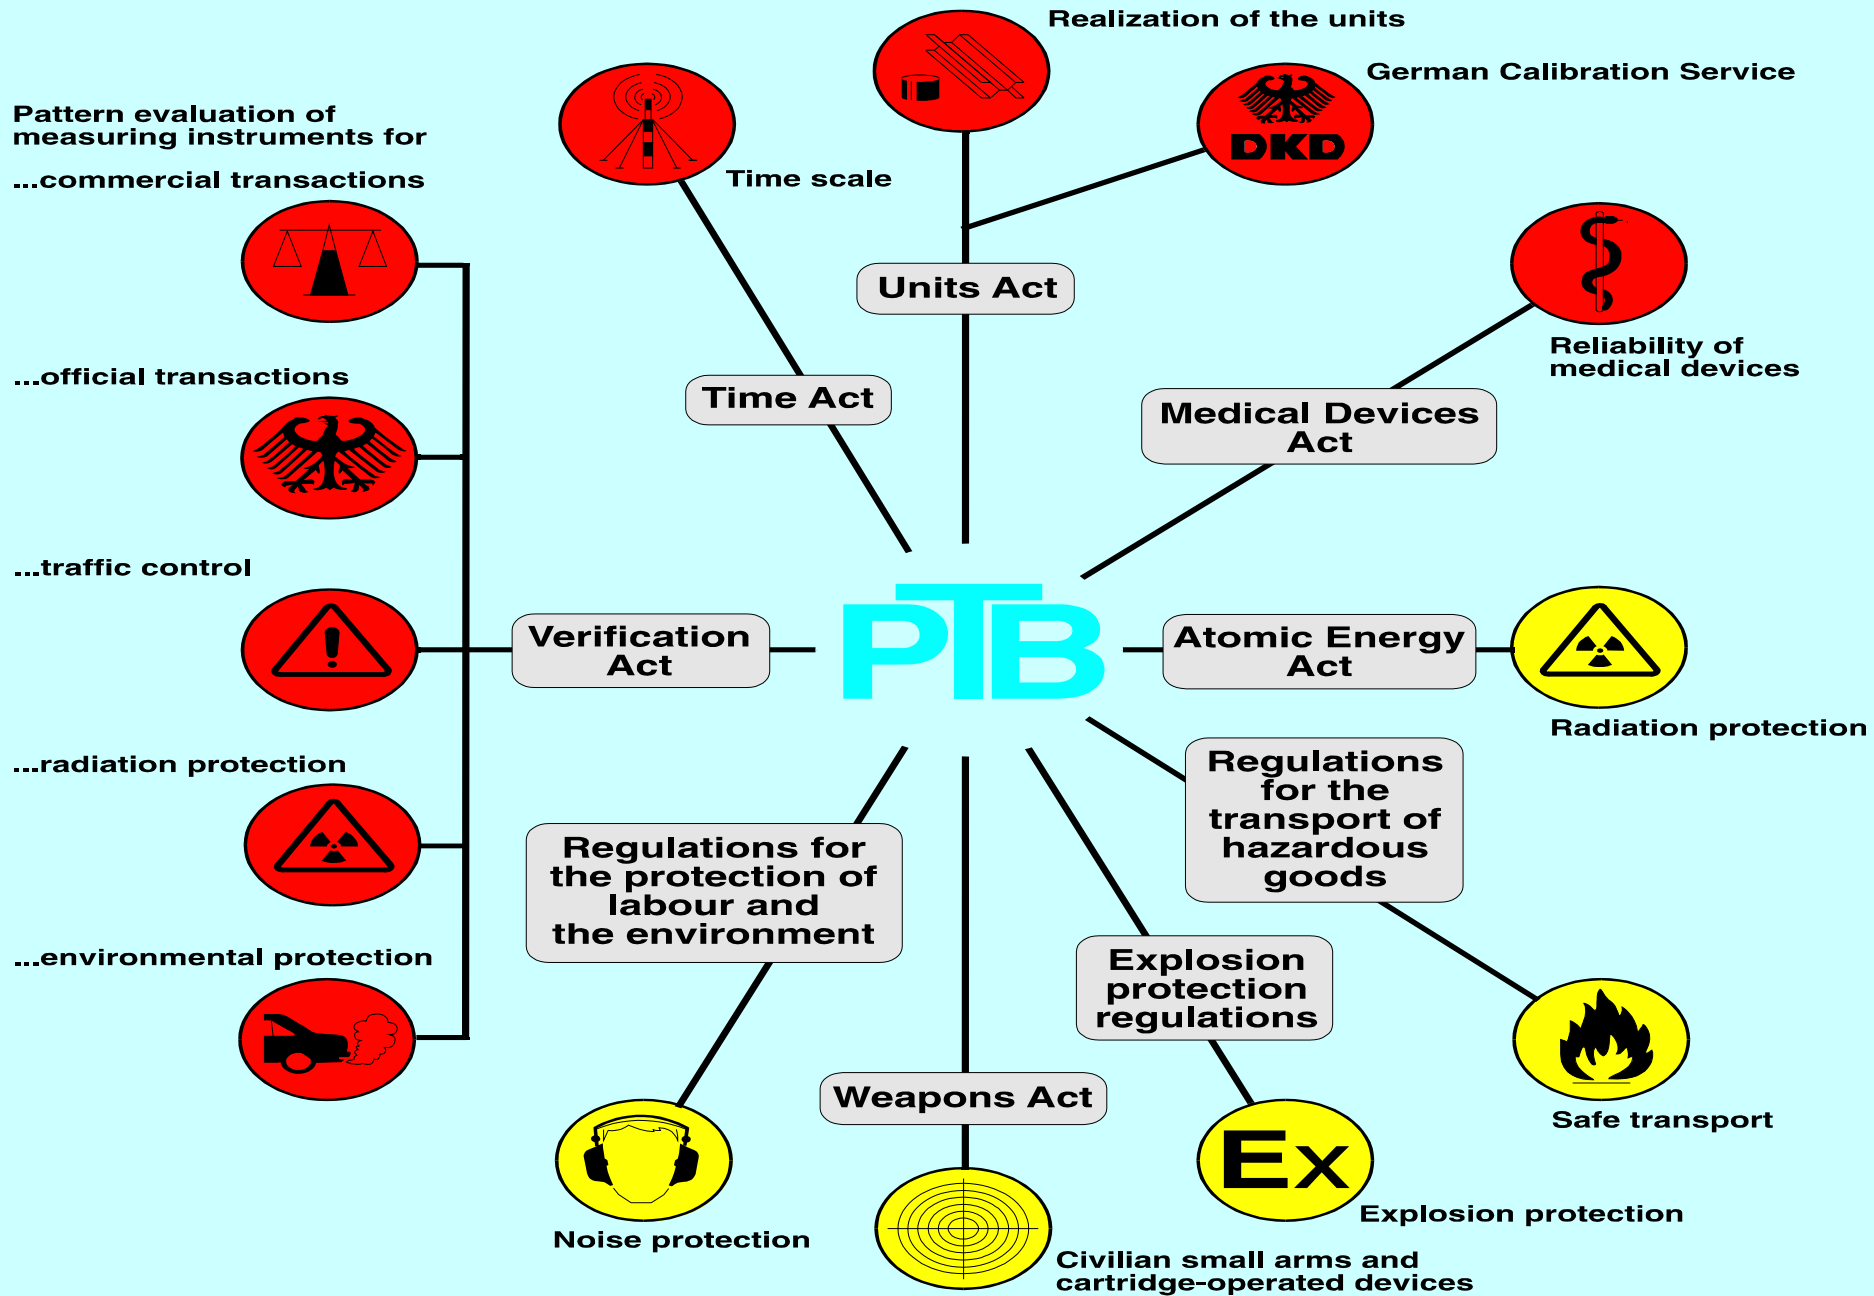 Realization of the units
German Calibration Service
DKD
Pattern evaluation of
measuring instruments for
...commercial transactions
Time scale
Units Act
Reliability of
medical devices
...official transactions
Time Act
Medical Devices
Act
...traffic control
Verification
Act
PTB
Atomic Energy
Act
Radiation protection
...radiation protection
Regulations
for the
transport of
hazardous
goods
Regulations for
the protection of
labour and
the environment
...environmental protection
Explosion
protection
regulations
Weapons Act
Safe transport
Ex
Noise protection
Explosion protection
Civilian small arms and
cartridge-operated devices